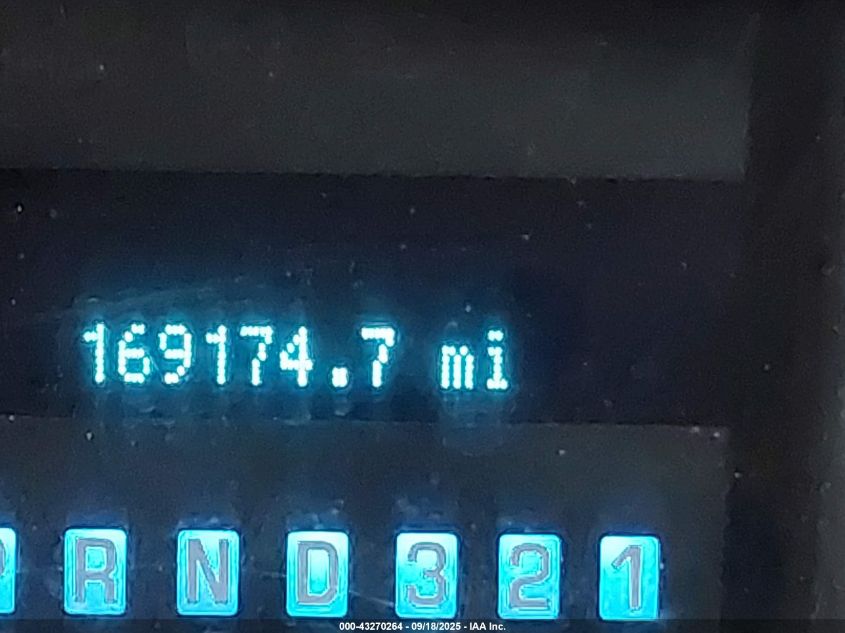 169174.7 mi
R N D 3 2 1
000-43270264 - 09/18/2025 - IAA Inc.